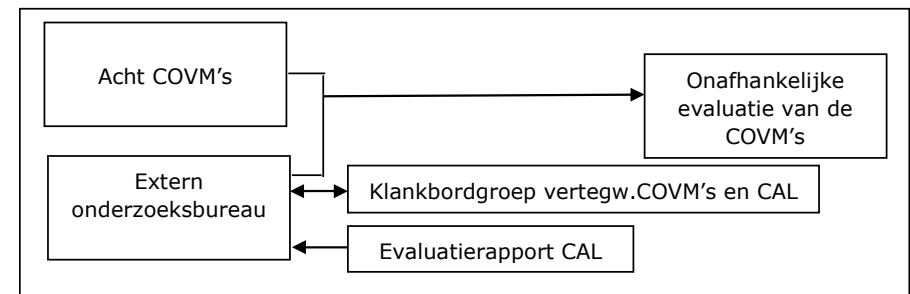 Acht COVM’s
Onafhankelijke
evaluatie van de
COVM’s
Extern
onderzoeksbureau
Klankbordgroep vertegw.COVM’s en CAL
Evaluatierapport CAL